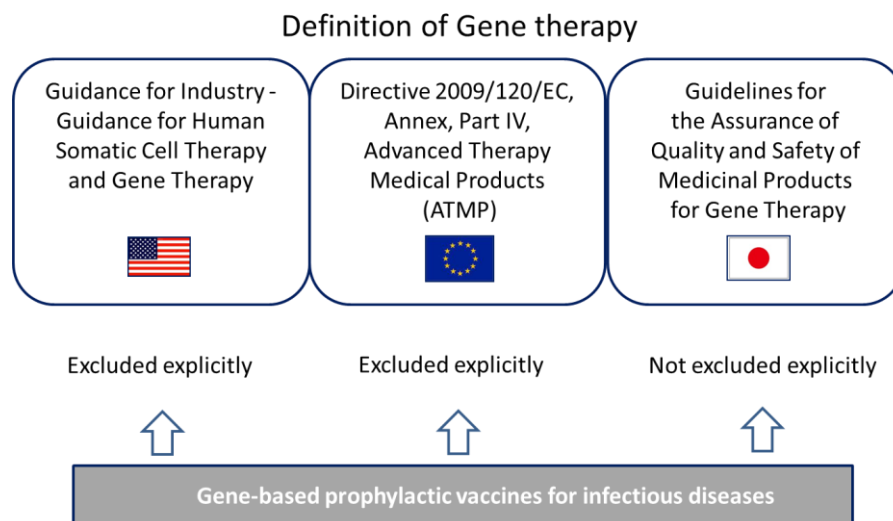 Definition of Gene therapy
Guidance for Industry -
Guidance for Human
Somatic Cell Therapy
and Gene Therapy
Directive 2009/120/EC,
Annex, Part IV,
Advanced Therapy
Medical Products
(ATMP)
Guidelines for
the Assurance of
Quality and Safety of
Medicinal Products
for Gene Therapy
Excluded explicitly
Excluded explicitly
Not excluded explicitly
Gene-based prophylactic vaccines for infectious diseases